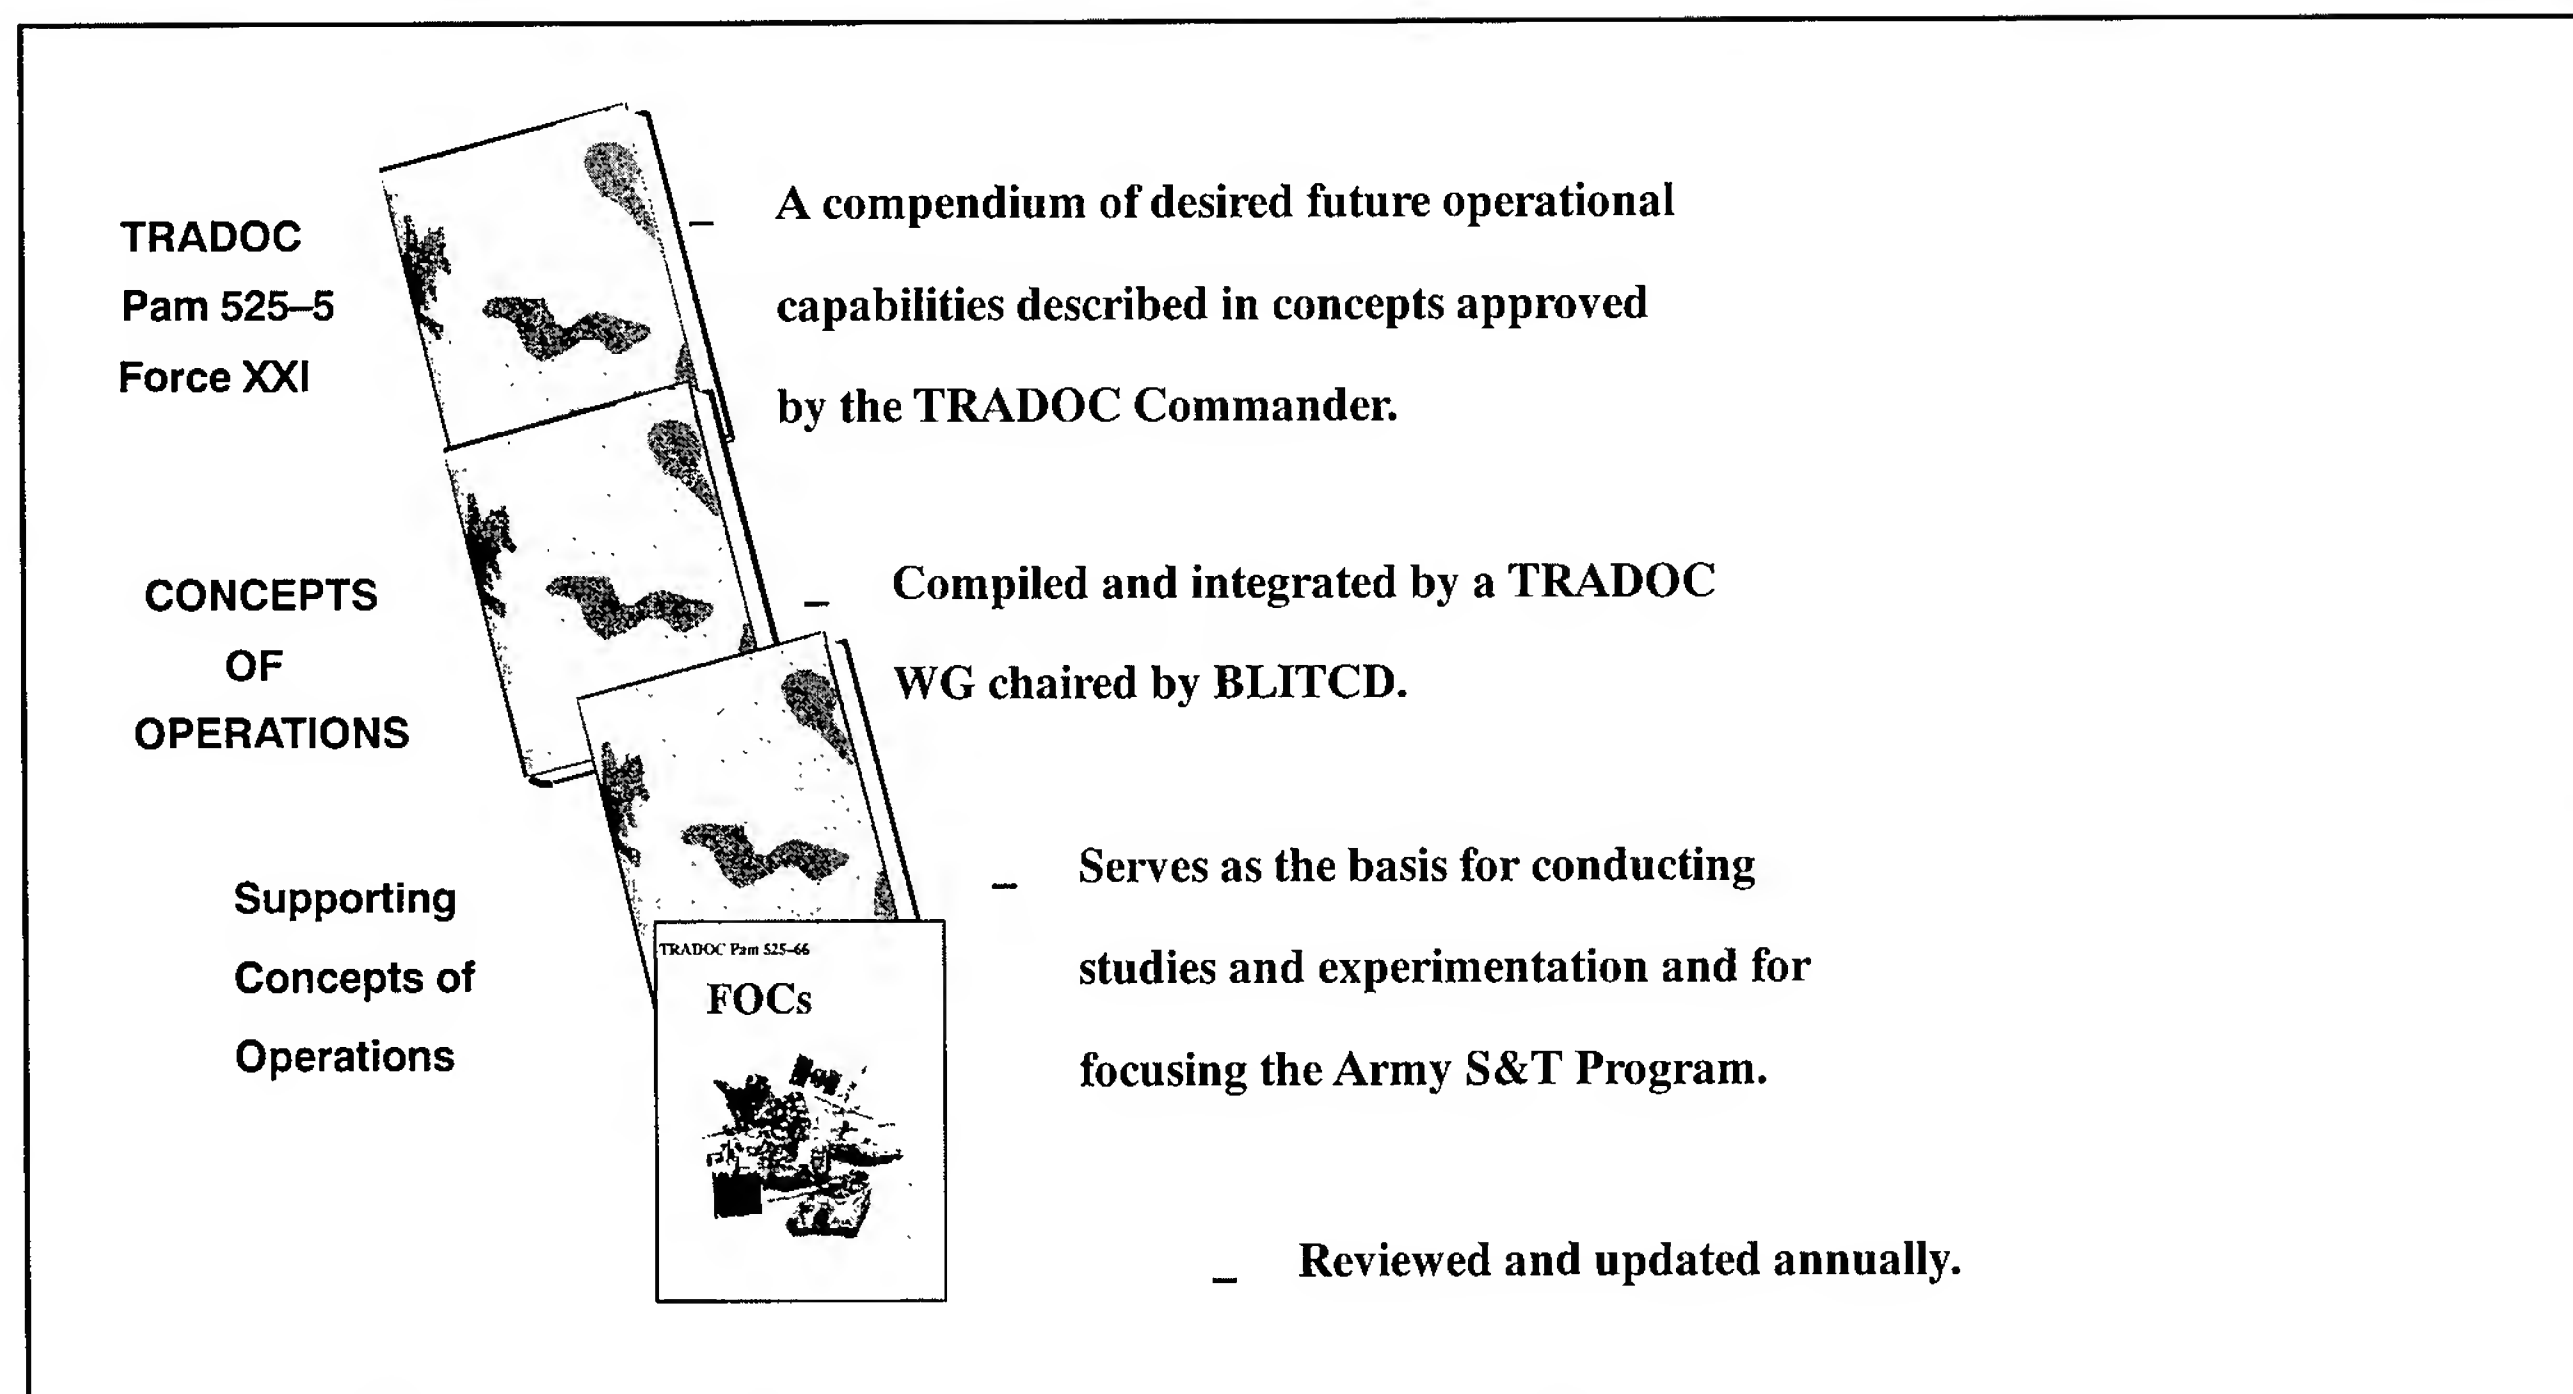 TRADOC
Pam 525–5
Force XXI
– A compendium of desired future operational
capabilities described in concepts approved
by the TRADOC Commander.
CONCEPTS
OF
OPERATIONS
– Compiled and integrated by a TRADOC
WG chaired by BLITCD.
Supporting
Concepts of
Operations
– Serves as the basis for conducting
studies and experimentation and for
focusing the Army S&T Program.
TRADOC Pam 525–66
FOCs
– Reviewed and updated annually.